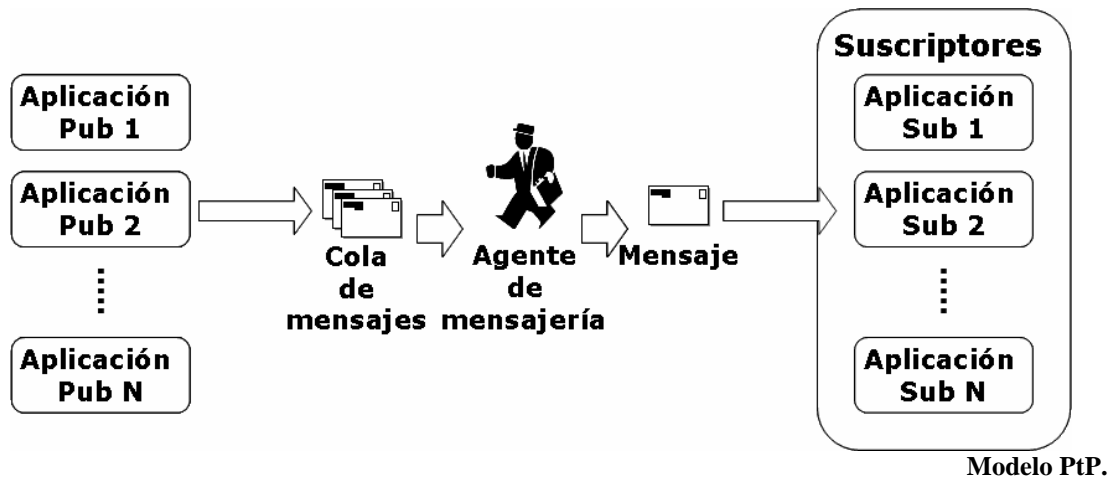 Suscriptores
Aplicación
Pub 1
Aplicación
Pub 2
Aplicación
Pub N
Cola
de
mensajes
Agente
de
mensajería
Mensaje
Aplicación
Sub 1
Aplicación
Sub 2
Aplicación
Sub N
Modelo PtP.